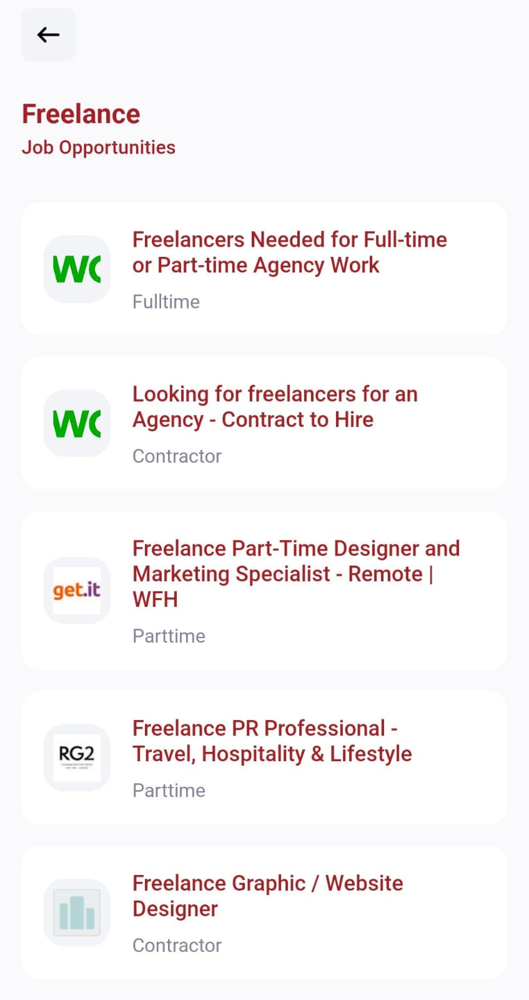 Freelance
Job Opportunities
Freelancers Needed for Full-time
or Part-time Agency Work
Fulltime
WC
Looking for freelancers for an
Agency - Contract to Hire
Contractor
WC
Freelance Part-Time Designer and
Marketing Specialist - Remote |
WFH
Parttime
get.it
Freelance PR Professional -
Travel, Hospitality & Lifestyle
Parttime
RG2
Freelance Graphic / Website
Designer
Contractor